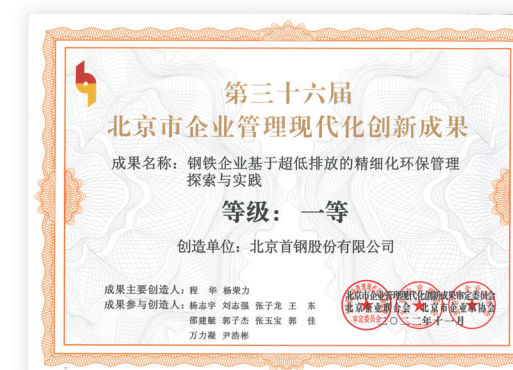 第三十六届
北京市企业管理现代化创新成果
成果名称：钢铁企业基于超低排放的精细化环保管理
探索与实践
等级： 一等
创造单位：北京首钢股份有限公司
成果主要创造人：程 华 杨荣力
成果参与创造人：杨志宇 刘志强 张子龙 王 东
邵建艇 郭子杰 张玉宝 郭 佳
万力凝 尹浩彬
北京市企业管理现代化创新成果审定委员会
北京企业联合会 北京市企业家协会
二〇二二年十一月